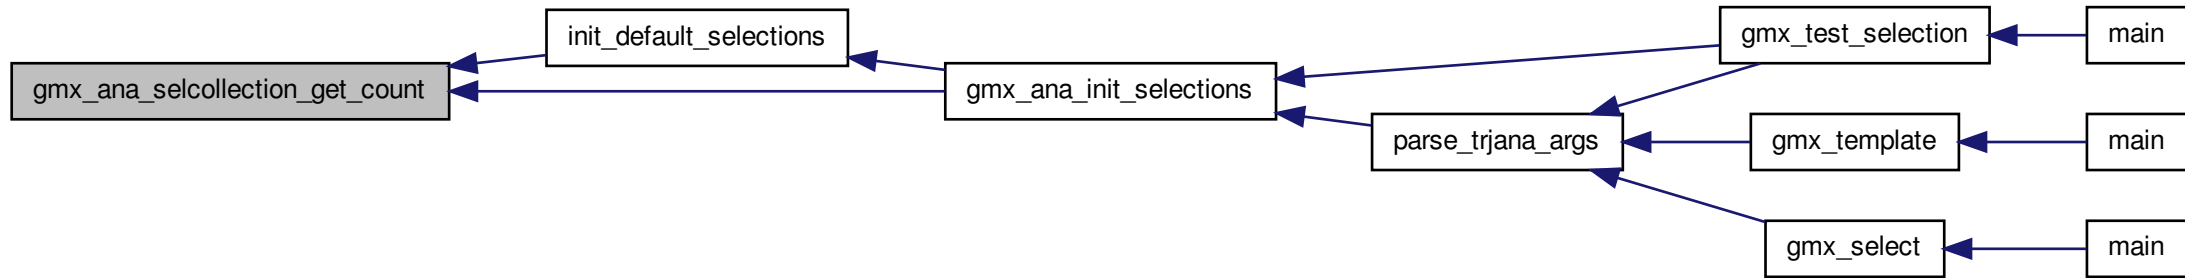 gmx_ana_selcollection_get_count
init_default_selections
gmx_ana_init_selections
gmx_test_selection
main
parse_trjana_args
gmx_template
main
gmx_select
main